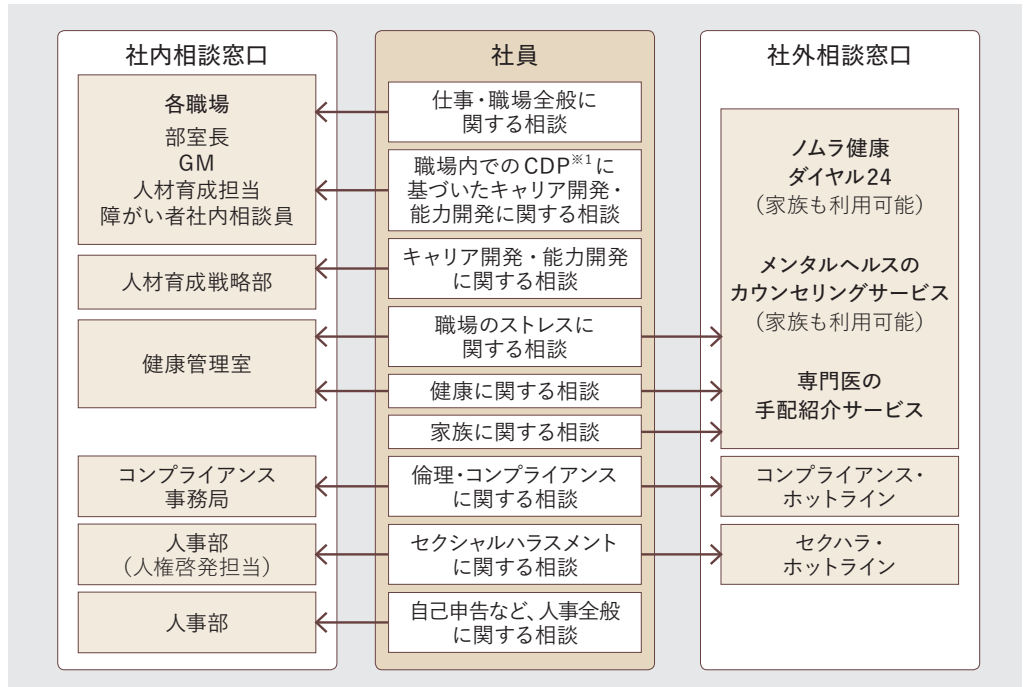 社内相談窓口
各職場
部室長
GM
人材育成担当
障がい者社内相談員
人材育成戦略部
健康管理室
コンプライアンス
事務局
人事部
（人権啓発担当）
人事部
社員
仕事・職場全般に
関する相談
職場内でのCDP※1に
基づいたキャリア開発・
能力開発に関する相談
キャリア開発・能力開発
に関する相談
職場のストレスに
関する相談
健康に関する相談
家族に関する相談
倫理・コンプライアンス
に関する相談
セクシャルハラスメント
に関する相談
自己申告など、人事全般
に関する相談
社外相談窓口
ノムラ健康
ダイヤル24
（家族も利用可能）
メンタルヘルスの
カウンセリングサービス
（家族も利用可能）
専門医の
手配紹介サービス
コンプライアンス・
ホットライン
セクハラ・
ホットライン